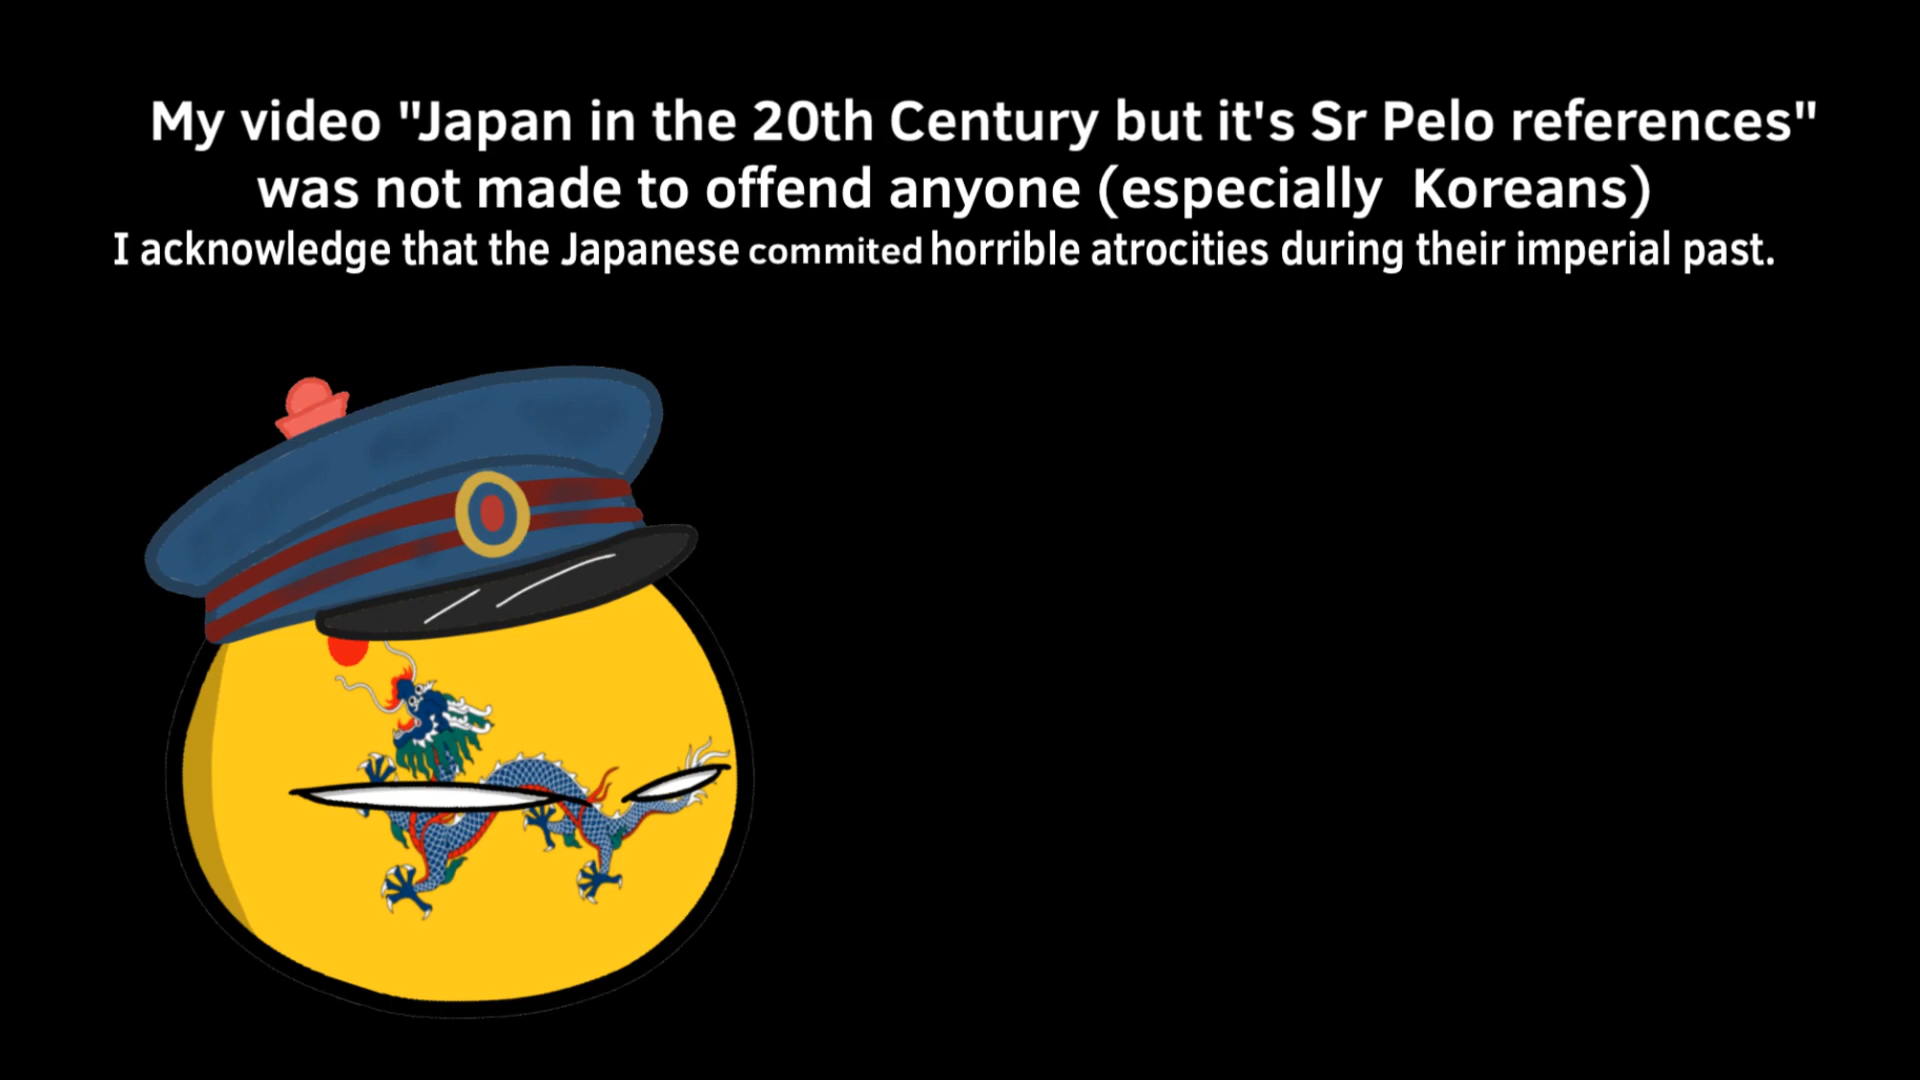 My video "Japan in the 20th Century but it's Sr Pelo references"
was not made to offend anyone (especially Koreans)
I acknowledge that the Japanese commited horrible atrocities during their imperial past.